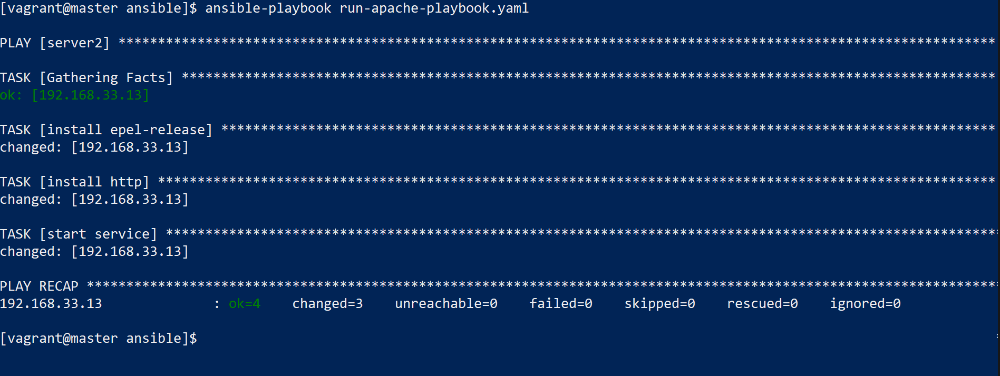 [vagrant@master ansible]$ ansible-playbook run-apache-playbook.yaml
PLAY [server2] ***************************************************************************************************************
TASK [Gathering Facts] *******************************************************************************************************
ok: [192.168.33.13]
TASK [install epel-release] **************************************************************************************************
changed: [192.168.33.13]
TASK [install http] **********************************************************************************************************
changed: [192.168.33.13]
TASK [start service] *********************************************************************************************************
changed: [192.168.33.13]
PLAY RECAP *******************************************************************************************************************
192.168.33.13              : ok=4    changed=3    unreachable=0    failed=0    skipped=0    rescued=0    ignored=0
[vagrant@master ansible]$